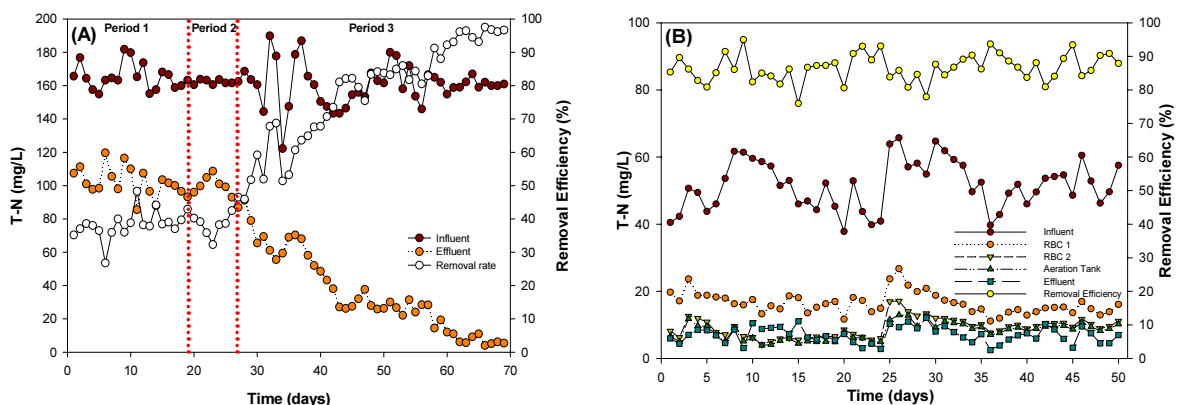 (A)
Period 1
Period 2
Period 3
T-N (mg/L)
200
180
160
140
120
100
80
60
40
20
0
Influent
Effluent
Removal rate
100
90
80
70
60
50
40
30
20
10
0
Removal Efficiency (%)
0
10
20
30
40
50
60
70
Time (days)
(B)
T-N (mg/L)
100
80
60
40
20
0
Influent
RBC 1
RBC 2
Aeration Tank
Effluent
Removal Efficiency
100
90
80
70
60
50
40
30
20
10
0
Removal Efficiency (%)
0
5
10
15
20
25
30
35
40
45
50
Time (days)